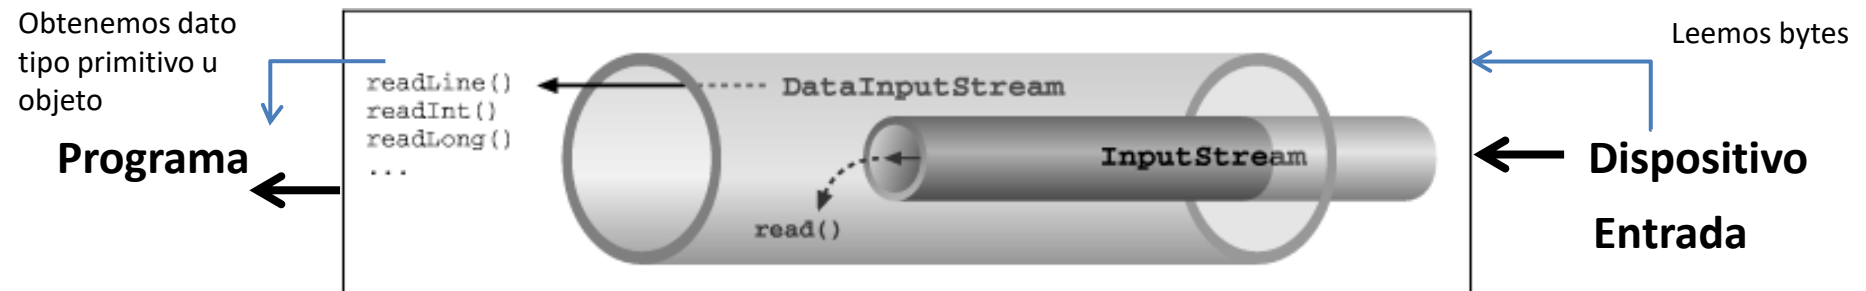 Obtenemos dato
tipo primitivo u
objeto
Programa
readLine()
readInt()
readLong()
...
DataInputStream
InputStream
read()
Leemos bytes
Dispositivo
Entrada